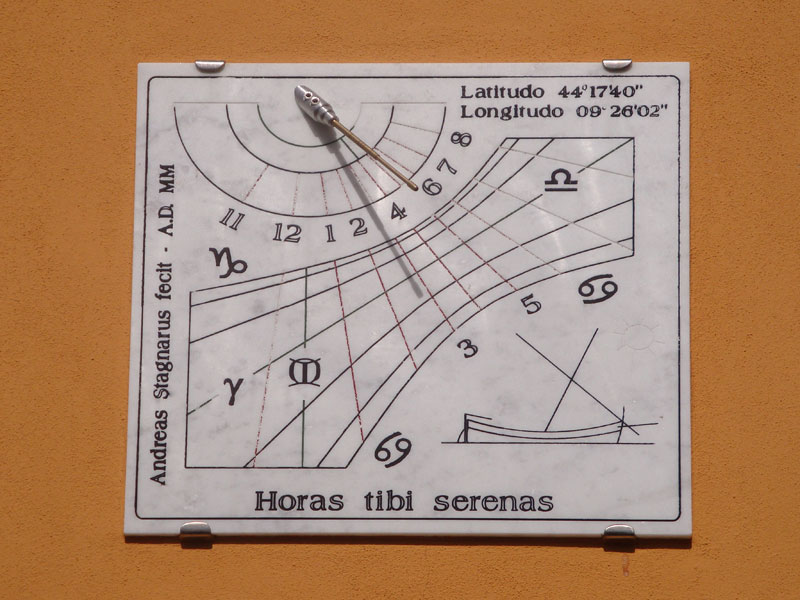 Latitudo 44°17'40"
Longitudo 09°26'02"
Andreas Stagnarus fecit - A.D. MM
11 12 1 2 4 6 7 8
♑ ♎
♈ ♋
3 5
♋
Horas tibi serenas